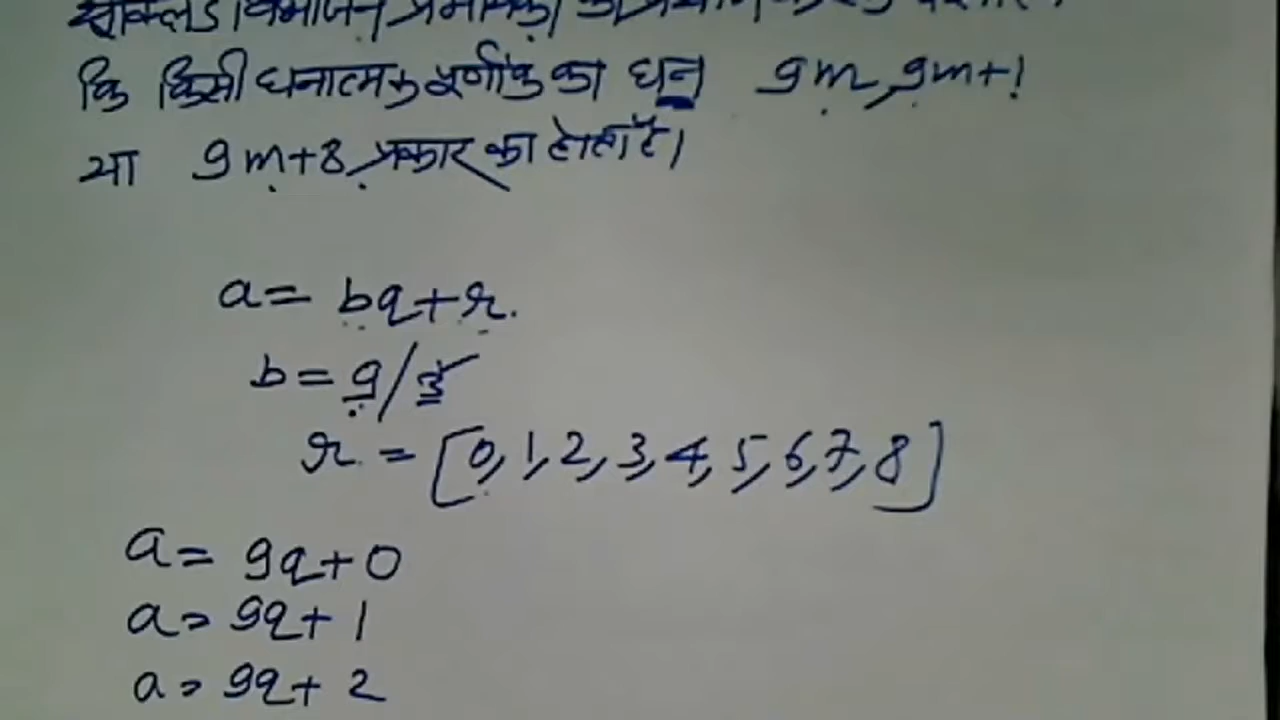 विभाजन
कि किसी धनात्मक पूर्णांक का घन 9m, 9m+1
या 9m+8 प्रकार का होता है।
a = bq+r.
b = 9/3
r = [0,1,2,3,4,5,6,7,8]
a = 9q+0
a = 9q+1
a = 9q+2